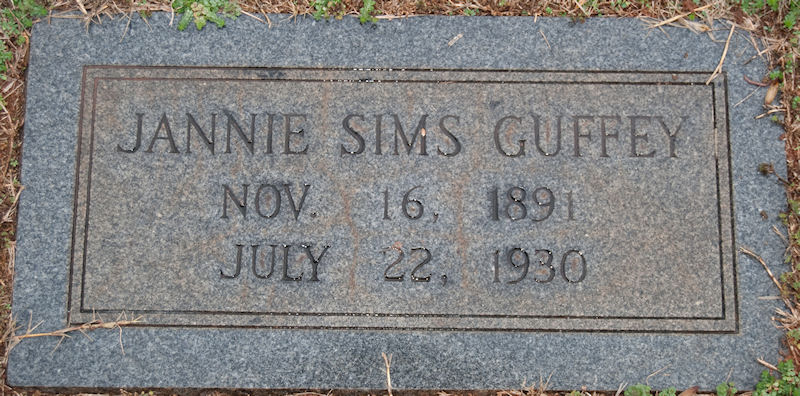 JANNIE SIMS GUFFEY
NOV. 16, 1891
JULY 22, 1930